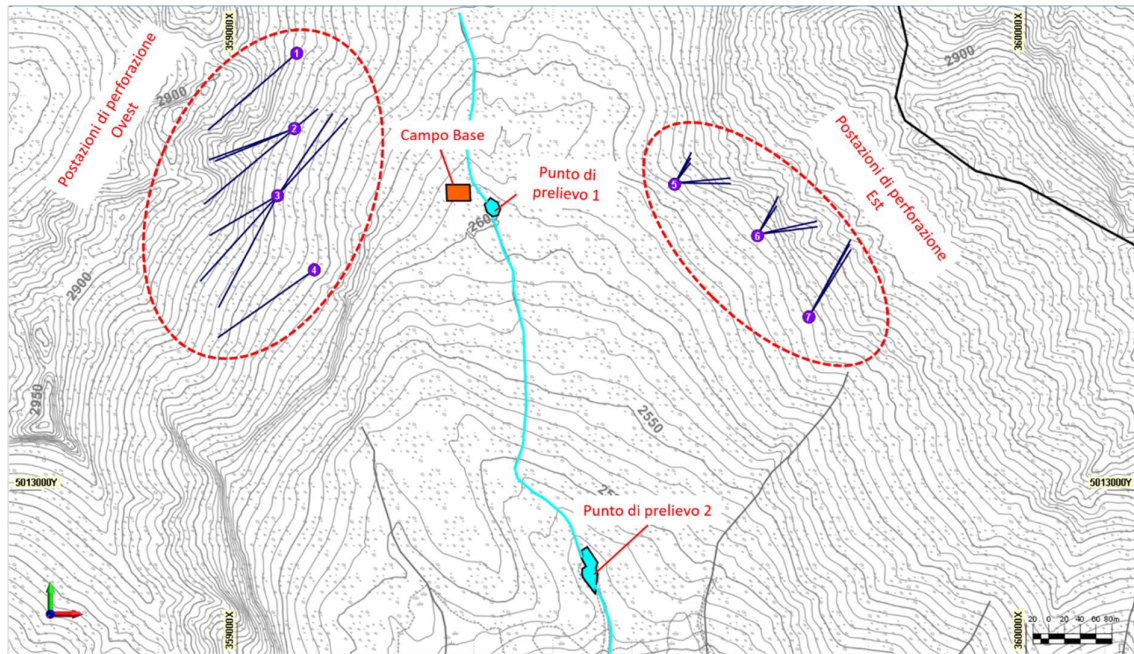 359000X
360000X
Postazioni di perforazione
Ovest
1
2900
2
Campo Base
Punto di
prelievo 1
3
2600
4
2900
2950
2900
Postazioni di perforazione
Est
5
6
7
2550
5013000Y
5013000Y
Punto di prelievo 2
359000X
360000X
20 0 20 40 60 80m